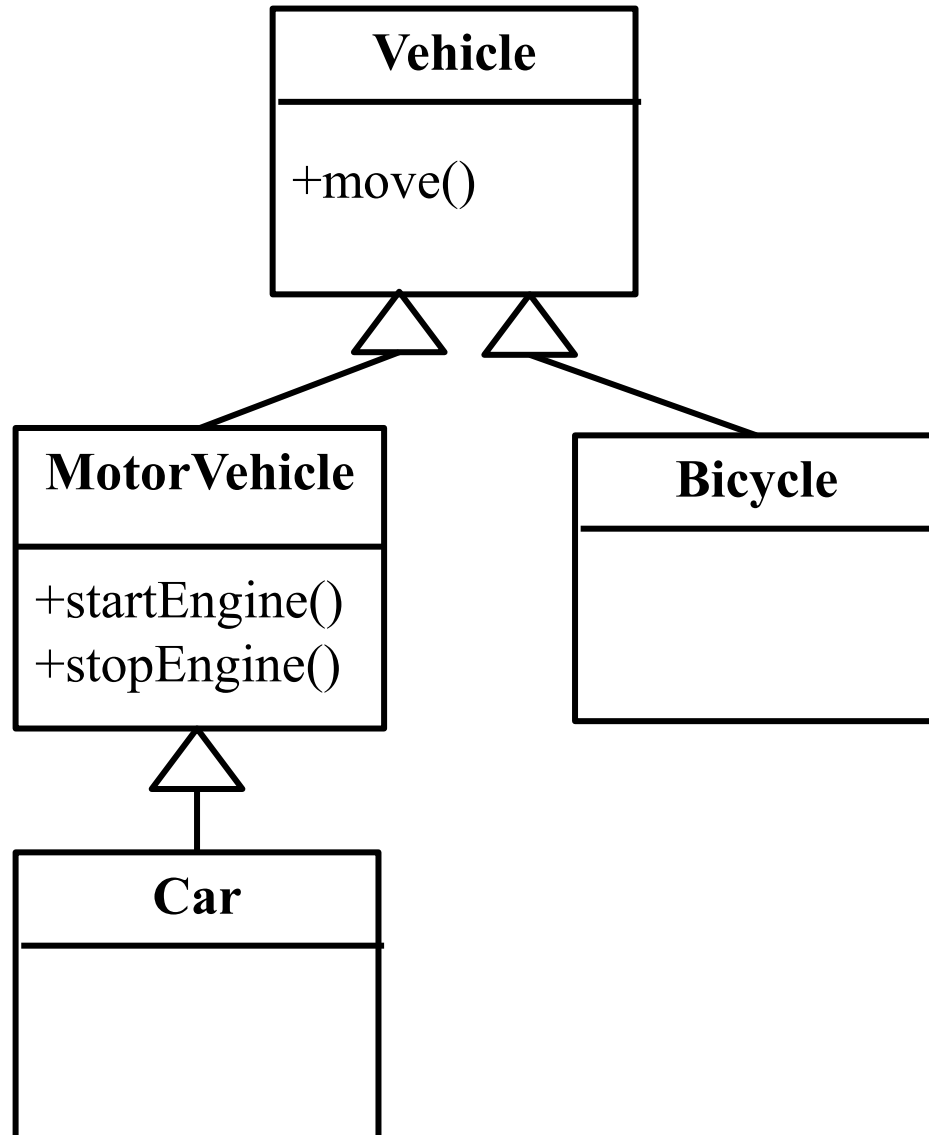 Vehicle
+move()
MotorVehicle
+startEngine()
+stopEngine()
Bicycle
Car